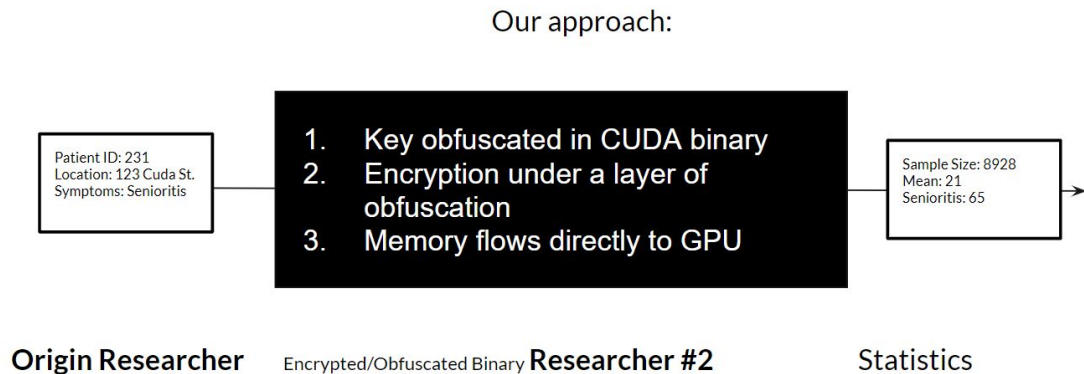 Our approach:
Patient ID: 231
Location: 123 Cuda St.
Symptoms: Senioritis
1. Key obfuscated in CUDA binary
2. Encryption under a layer of
obfuscation
3. Memory flows directly to GPU
Sample Size: 8928
Mean: 21
Senioritis: 65
Origin Researcher
Encrypted/Obfuscated Binary Researcher #2
Statistics